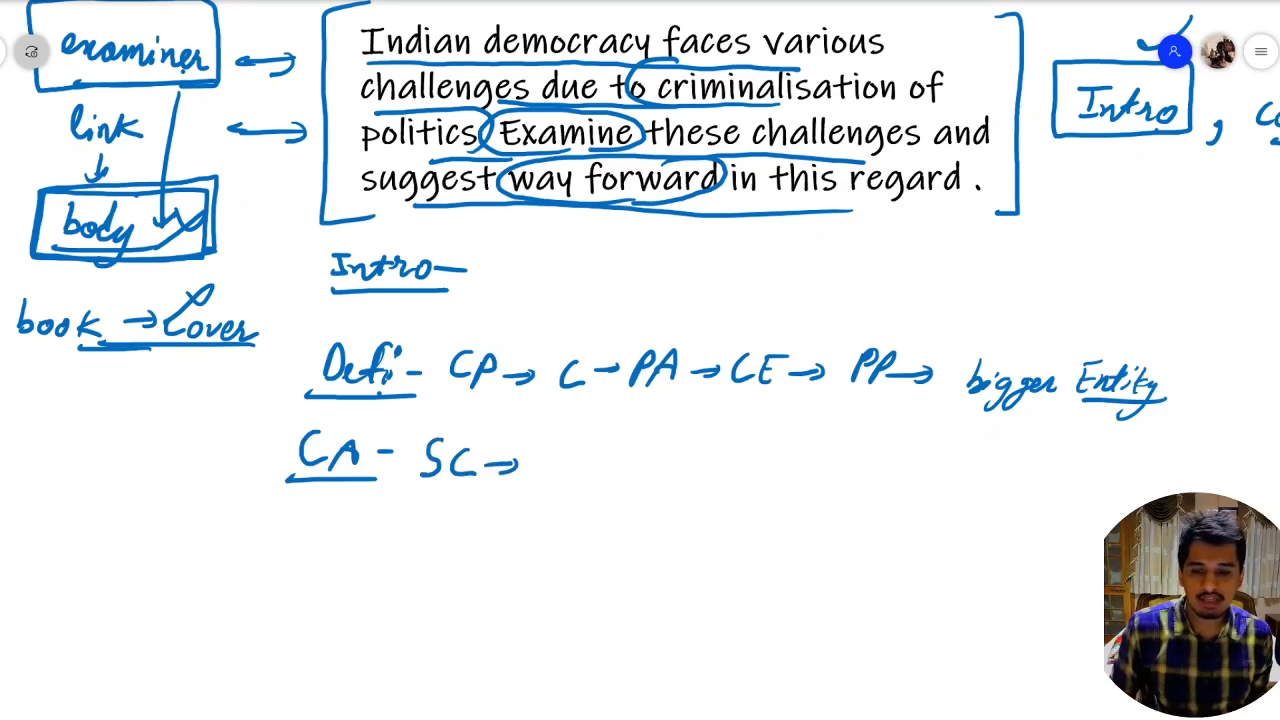 examiner
link
body
book → Cover
Indian democracy faces various
challenges due to criminalisation of
politics Examine these challenges and
suggest way forward in this regard .
Intro ,
Intro —
Defi - CP → C → PA → CE → PP → bigger Entity
CA - SC →